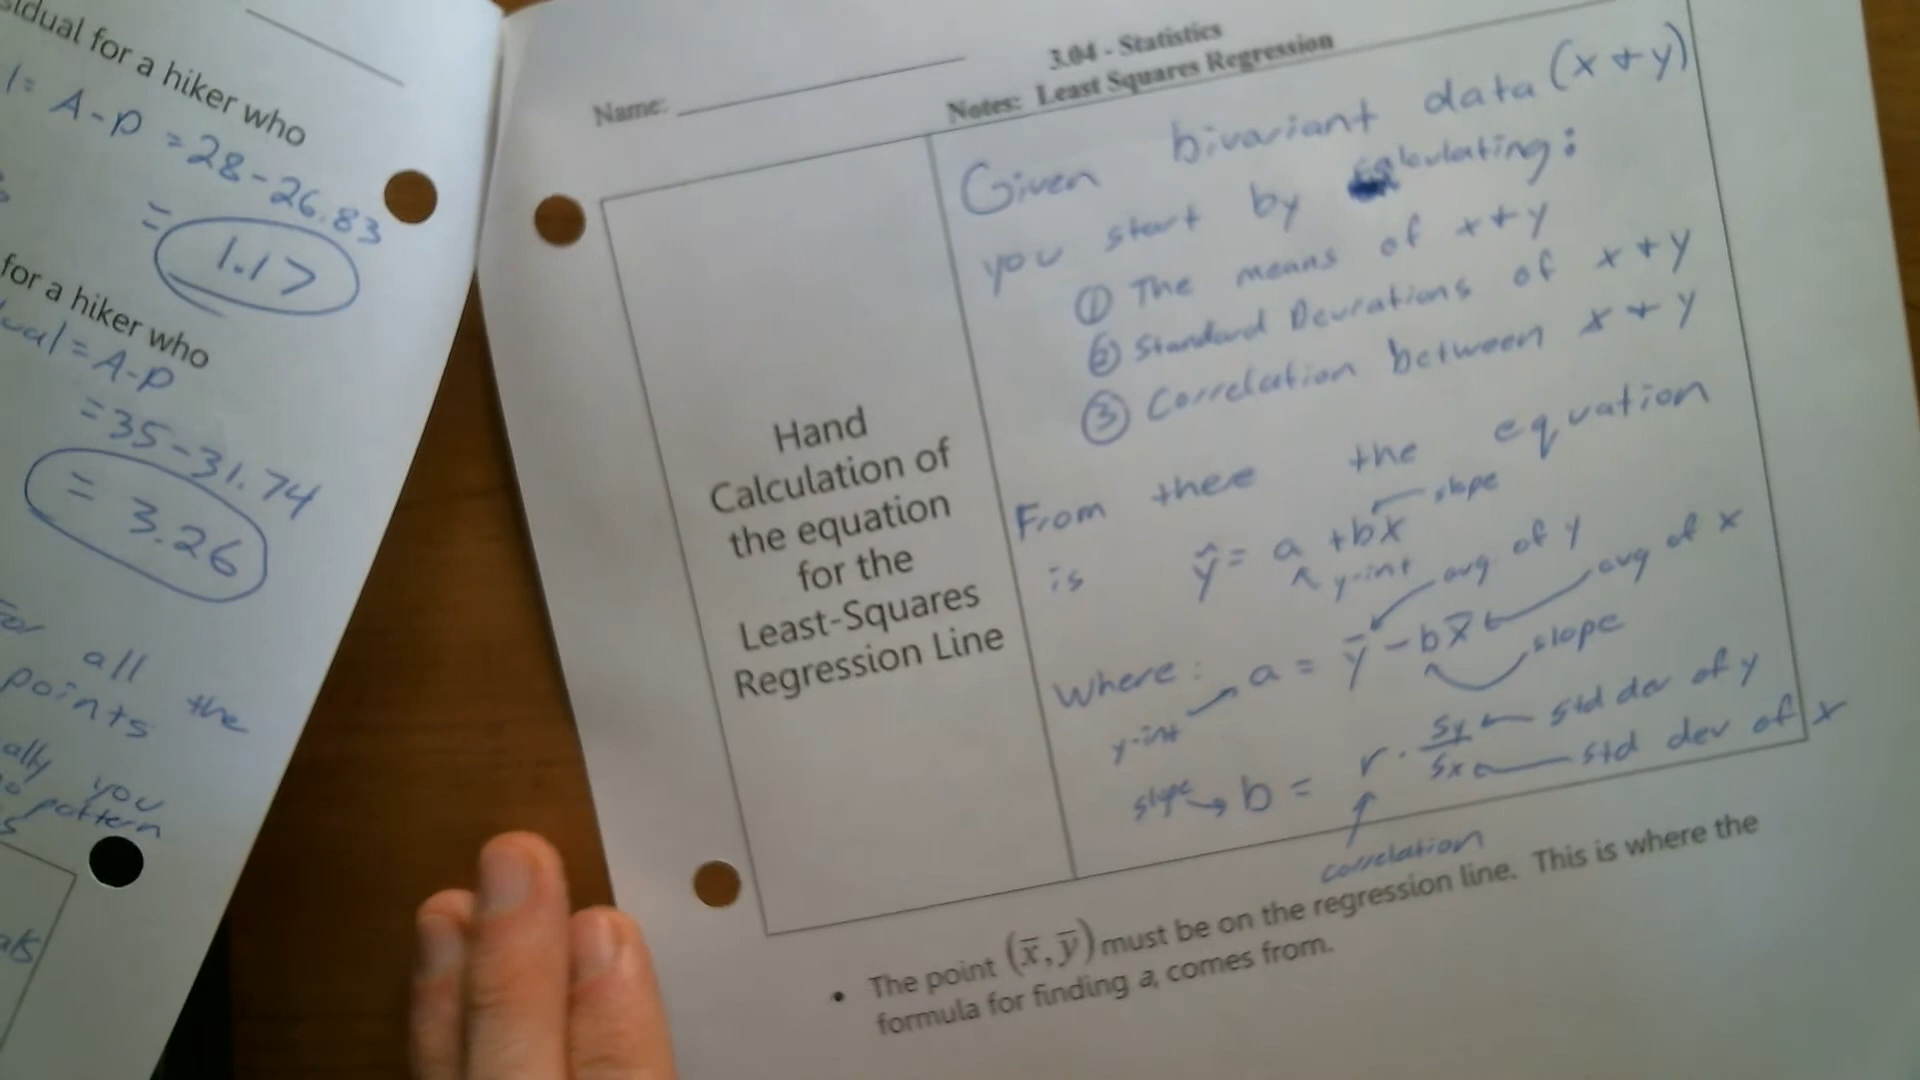 idual for a hiker who
l = A-P = 28-26.83
= 1.17
for a hiker who
ual = A-P
= 35-31.74
= 3.26
For all the
points
ally you
pattern
als
Name:
3.04 - Statistics
Notes: Least Squares Regression
Hand
Calculation of
the equation
for the
Least-Squares
Regression Line
Given bivariant data (x + y)
you start by calculating:
① The means of x + y
② Standard Deviations of x + y
③ Correlation between x + y
From there the equation
slope
is ŷ = a + bx
y-int
avg of y
avg of x
Where: a = ȳ - bx̄
slope
y-int
slope → b = r · sy/sx
std dev of y
std dev of x
correlation
• The point (x̄, ȳ) must be on the regression line. This is where the
formula for finding a, comes from.